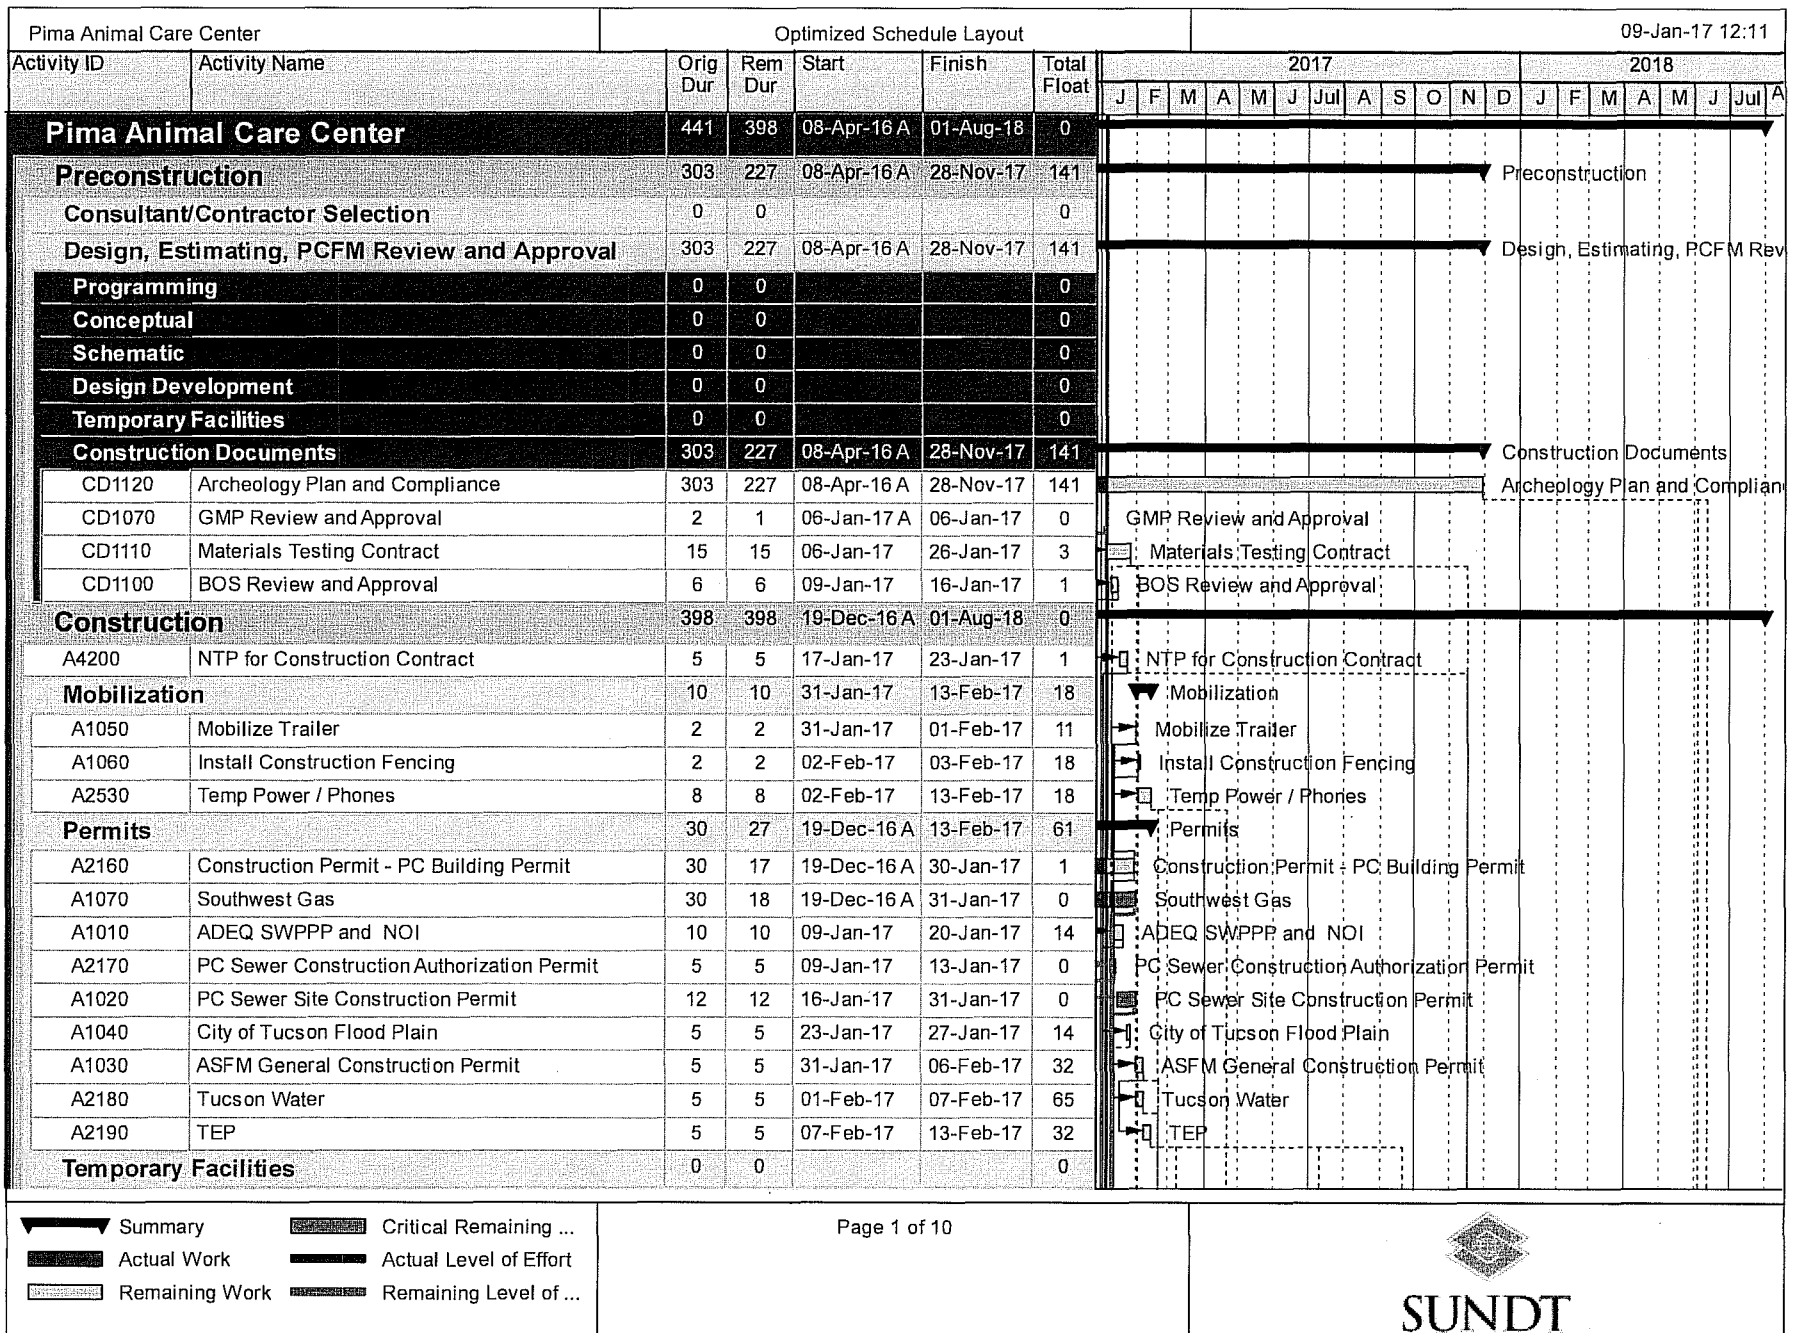 Pima Animal Care Center Optimized Schedule Layout 09-Jan-17 12:11
Activity ID Activity Name Orig Dur Rem Dur Start Finish Total Float 2017 2018
J F M A M J Jul A S O N D J F M A M J Jul A
Pima Animal Care Center 441 398 08-Apr-16 A 01-Aug-18 0
Preconstruction 303 227 08-Apr-16 A 28-Nov-17 141 Preconstruction
Consultant/Contractor Selection 0 0 0
Design, Estimating, PCFM Review and Approval 303 227 08-Apr-16 A 28-Nov-17 141 Design, Estimating, PCFM Rev
Programming 0 0 0
Conceptual 0 0 0
Schematic 0 0 0
Design Development 0 0 0
Temporary Facilities 0 0 0
Construction Documents 303 227 08-Apr-16 A 28-Nov-17 141 Construction Documents
CD1120 Archeology Plan and Compliance 303 227 08-Apr-16 A 28-Nov-17 141 Archeology Plan and Complian
CD1070 GMP Review and Approval 2 1 06-Jan-17 A 06-Jan-17 0 GMP Review and Approval
CD1110 Materials Testing Contract 15 15 06-Jan-17 26-Jan-17 3 Materials Testing Contract
CD1100 BOS Review and Approval 6 6 09-Jan-17 16-Jan-17 1 BOS Review and Approval
Construction 398 398 19-Dec-16 A 01-Aug-18 0
A4200 NTP for Construction Contract 5 5 17-Jan-17 23-Jan-17 1 NTP for Construction Contract
Mobilization 10 10 31-Jan-17 13-Feb-17 18 Mobilization
A1050 Mobilize Trailer 2 2 31-Jan-17 01-Feb-17 11 Mobilize Trailer
A1060 Install Construction Fencing 2 2 02-Feb-17 03-Feb-17 18 Install Construction Fencing
A2530 Temp Power / Phones 8 8 02-Feb-17 13-Feb-17 18 Temp Power / Phones
Permits 30 27 19-Dec-16 A 13-Feb-17 61 Permits
A2160 Construction Permit - PC Building Permit 30 17 19-Dec-16 A 30-Jan-17 1 Construction Permit - PC Building Permit
A1070 Southwest Gas 30 18 19-Dec-16 A 31-Jan-17 0 Southwest Gas
A1010 ADEQ SWPPP and NOI 10 10 09-Jan-17 20-Jan-17 14 ADEQ SWPPP and NOI
A2170 PC Sewer Construction Authorization Permit 5 5 09-Jan-17 13-Jan-17 0 PC Sewer Construction Authorization Permit
A1020 PC Sewer Site Construction Permit 12 12 16-Jan-17 31-Jan-17 0 PC Sewer Site Construction Permit
A1040 City of Tucson Flood Plain 5 5 23-Jan-17 27-Jan-17 14 City of Tucson Flood Plain
A1030 ASFM General Construction Permit 5 5 31-Jan-17 06-Feb-17 32 ASFM General Construction Permit
A2180 Tucson Water 5 5 01-Feb-17 07-Feb-17 65 Tucson Water
A2190 TEP 5 5 07-Feb-17 13-Feb-17 32 TEP
Temporary Facilities 0 0 0
Summary Critical Remaining ... Page 1 of 10
Actual Work Actual Level of Effort
Remaining Work Remaining Level of ...
SUNDT